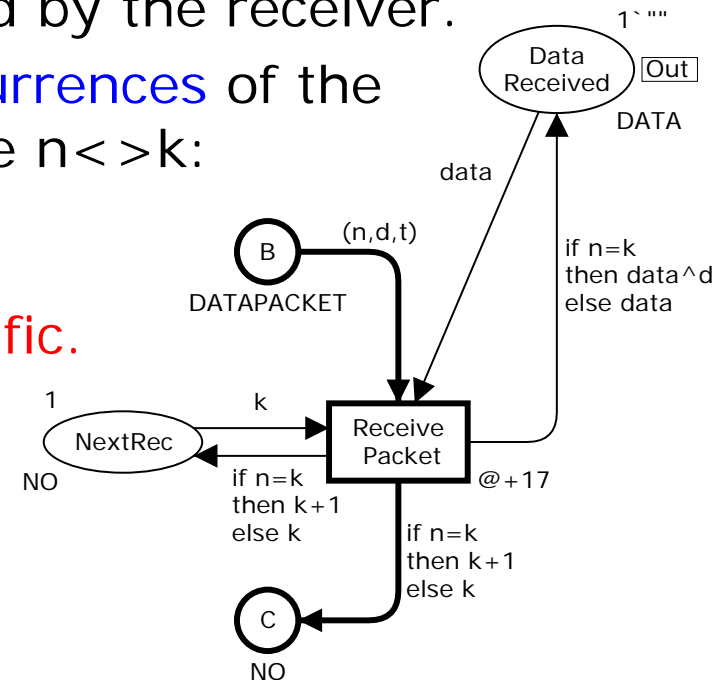 d by the receiver.
urrences of the
e n<>k:
fic.
1`""
Data
Received
Out
DATA
data
(n,d,t)
B
DATAPACKET
if n=k
then data^d
else data
1
k
NextRec
NO
Receive
Packet
@+17
if n=k
then k+1
else k
if n=k
then k+1
else k
C
NO